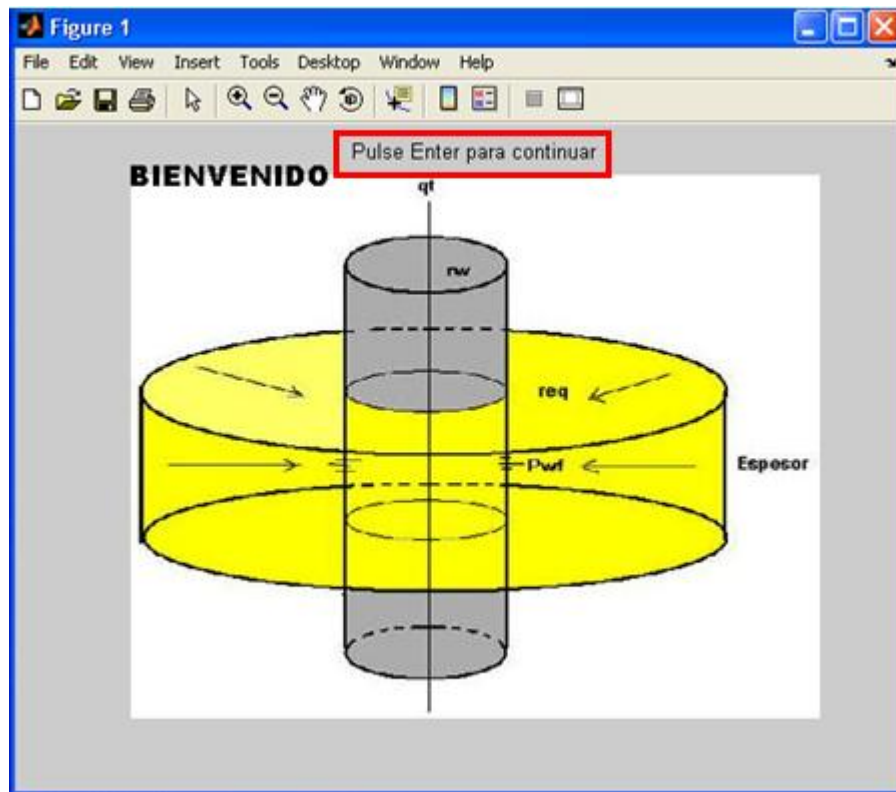 Figure 1
File Edit View Insert Tools Desktop Window Help
Pulse Enter para continuar
BIENVENIDO
qt
rw
req
Pwf
Espesor